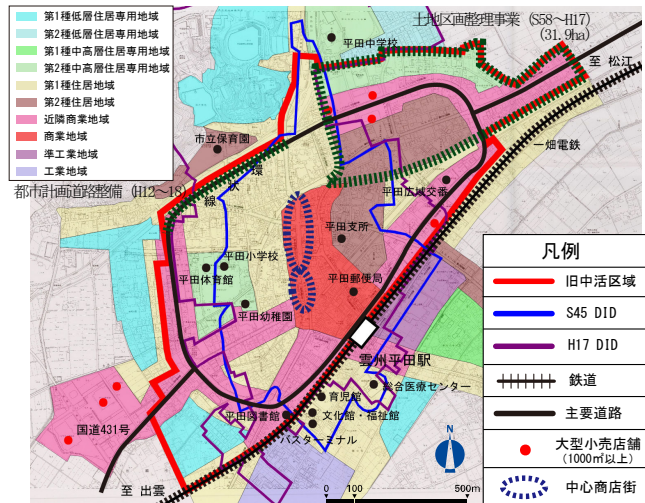 第1種低層住居専用地域
第2種低層住居専用地域
第1種中高層住居専用地域
第2種中高層住居専用地域
第1種住居地域
第2種住居地域
近隣商業地域
商業地域
準工業地域
工業地域
土地区画整理事業（S58～H17）
(31.9ha)
平田中学校
至 松江
市立保育園
一畑電鉄
都市計画道路整備（H12～18）
環状線
平田広域交番
平田支所
平田小学校
平田体育館
平田郵便局
平田幼稚園
雲州平田駅
総合医療センター
育児館
平田図書館
文化館・福祉館
バスターミナル
国道431号
至 出雲
N
0 100 500m
凡例
旧中活区域
S45 DID
H17 DID
鉄道
主要道路
大型小売店舗
(1000㎡以上)
中心商店街